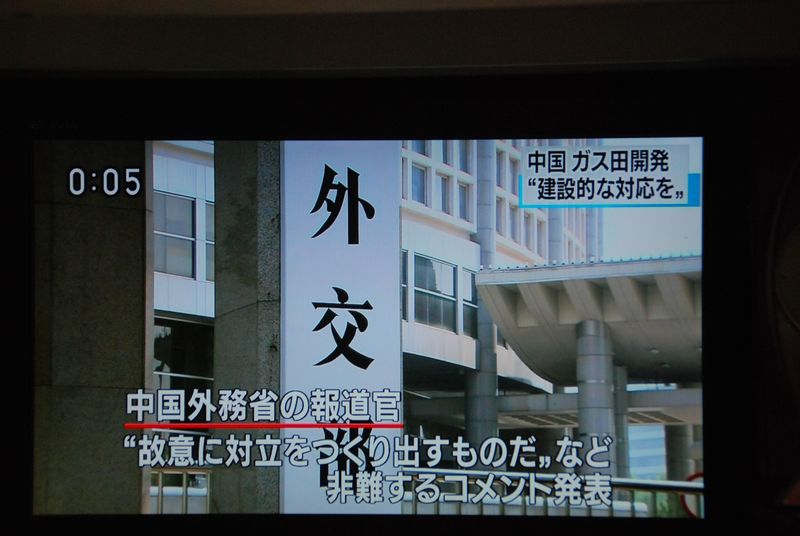 0:05
中国 ガス田開発
“建設的な対応を„
外
交
部
中国外務省の報道官
“故意に対立をつくり出すものだ„など
非難するコメント発表